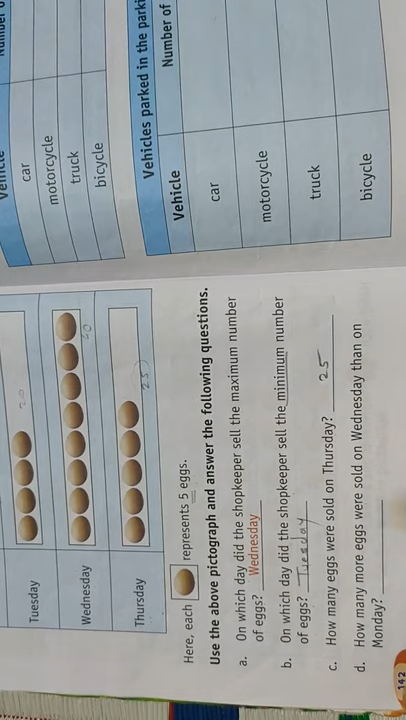 Tuesday
20
Wednesday
40
Thursday
25
Here, each represents 5 eggs.
Use the above pictograph and answer the following questions.
a. On which day did the shopkeeper sell the maximum number
of eggs? Wednesday
b. On which day did the shopkeeper sell the minimum number
of eggs? Tuesday
c. How many eggs were sold on Thursday? 25
d. How many more eggs were sold on Wednesday than on
Monday?
142
Vehicle
car
motorcycle
truck
bicycle
Vehicles parked in the
Vehicle Number of
car
motorcycle
truck
bicycle